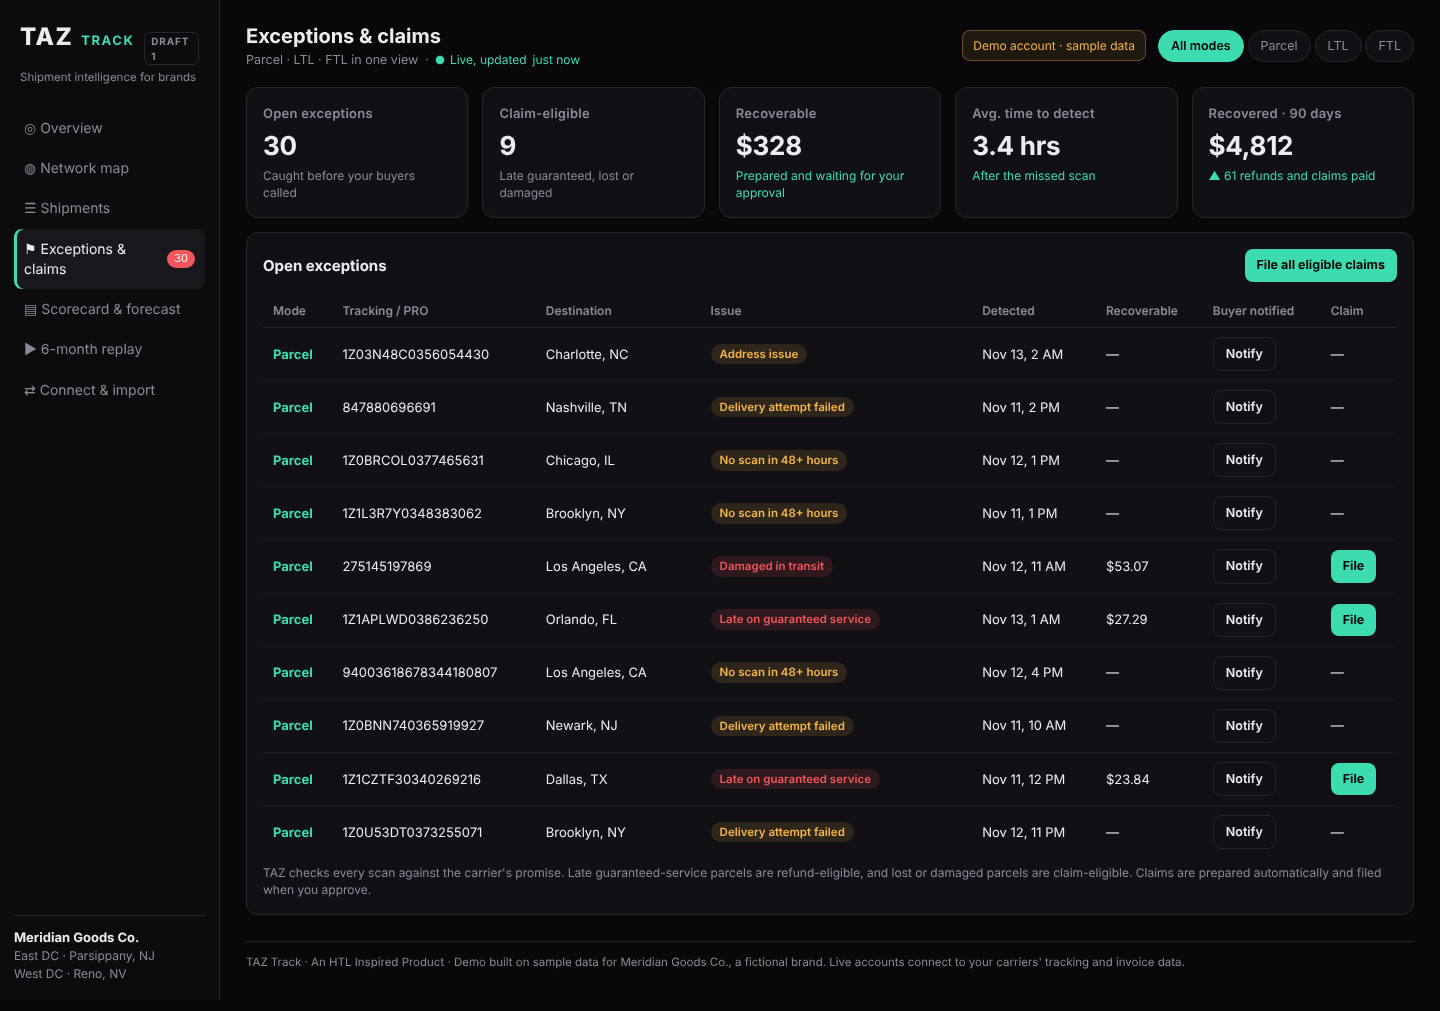 TAZ TRACK DRAFT 1
Shipment intelligence for brands
◎ Overview
◍ Network map
☰ Shipments
⚑ Exceptions & claims 30
▤ Scorecard & forecast
▶ 6-month replay
⇄ Connect & import
Meridian Goods Co.
East DC · Parsippany, NJ
West DC · Reno, NV
Exceptions & claims
Parcel · LTL · FTL in one view · ● Live, updated just now
Demo account · sample data
All modes Parcel LTL FTL
Open exceptions
30
Caught before your buyers
called
Claim-eligible
9
Late guaranteed, lost or
damaged
Recoverable
$328
Prepared and waiting for your
approval
Avg. time to detect
3.4 hrs
After the missed scan
Recovered · 90 days
$4,812
▲ 61 refunds and claims paid
Open exceptions
File all eligible claims
Mode Tracking / PRO Destination Issue Detected Recoverable Buyer notified Claim
Parcel 1Z03N48C0356054430 Charlotte, NC Address issue Nov 13, 2 AM — Notify —
Parcel 847880696691 Nashville, TN Delivery attempt failed Nov 11, 2 PM — Notify —
Parcel 1Z0BRCOL0377465631 Chicago, IL No scan in 48+ hours Nov 12, 1 PM — Notify —
Parcel 1Z1L3R7Y0348383062 Brooklyn, NY No scan in 48+ hours Nov 11, 1 PM — Notify —
Parcel 275145197869 Los Angeles, CA Damaged in transit Nov 12, 11 AM $53.07 Notify File
Parcel 1Z1APLWD0386236250 Orlando, FL Late on guaranteed service Nov 13, 1 AM $27.29 Notify File
Parcel 94003618678344180807 Los Angeles, CA No scan in 48+ hours Nov 12, 4 PM — Notify —
Parcel 1Z0BNN740365919927 Newark, NJ Delivery attempt failed Nov 11, 10 AM — Notify —
Parcel 1Z1CZTF30340269216 Dallas, TX Late on guaranteed service Nov 11, 12 PM $23.84 Notify File
Parcel 1Z0U53DT0373255071 Brooklyn, NY Delivery attempt failed Nov 12, 11 PM — Notify —
TAZ checks every scan against the carrier's promise. Late guaranteed-service parcels are refund-eligible, and lost or damaged parcels are claim-eligible. Claims are prepared automatically and filed
when you approve.
TAZ Track · An HTL Inspired Product · Demo built on sample data for Meridian Goods Co., a fictional brand. Live accounts connect to your carriers' tracking and invoice data.